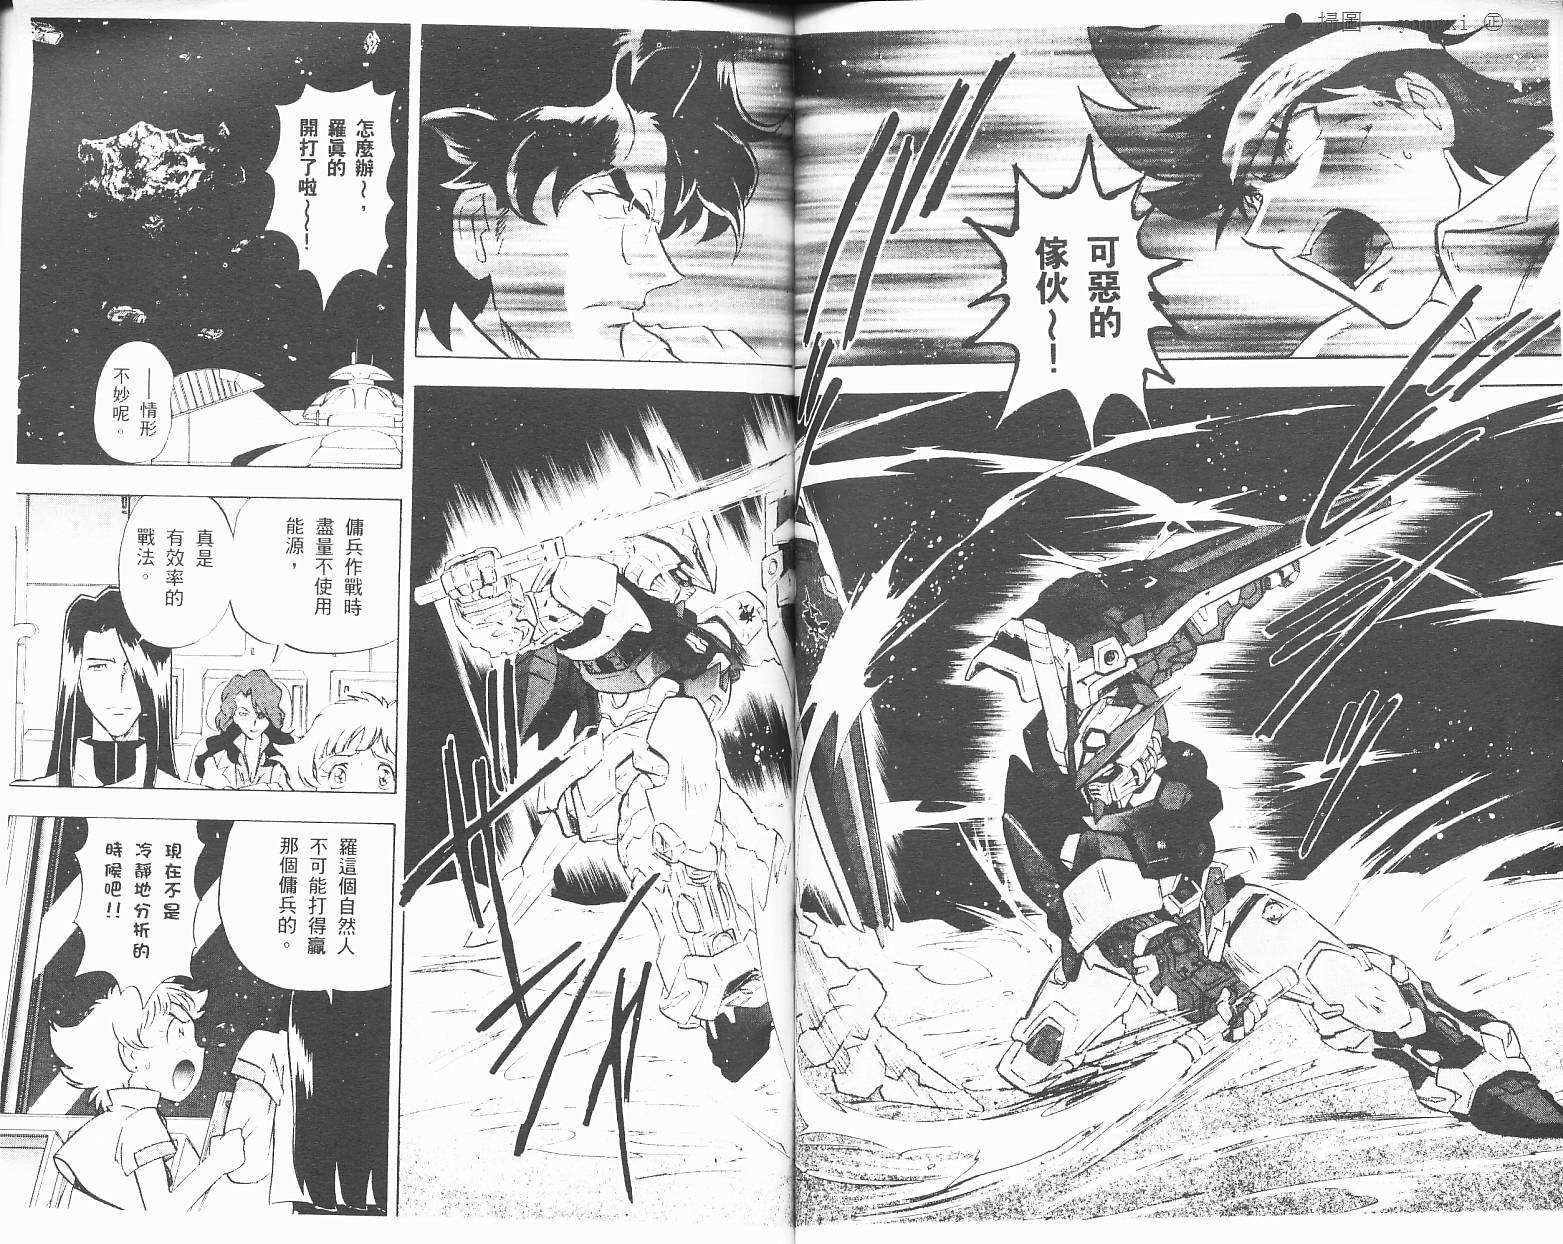 ● 掃圖：yangxi ㊣
可惡的
傢伙～！
怎麼辦～，
羅真的
開打了啦～～！
——情形
不妙呢。
傭兵作戰時
盡量不使用
能源，
真是
有效率的
戰法。
羅這個自然人
不可能打得贏
那個傭兵的。
現在不是
冷靜地分析的
時候吧!!